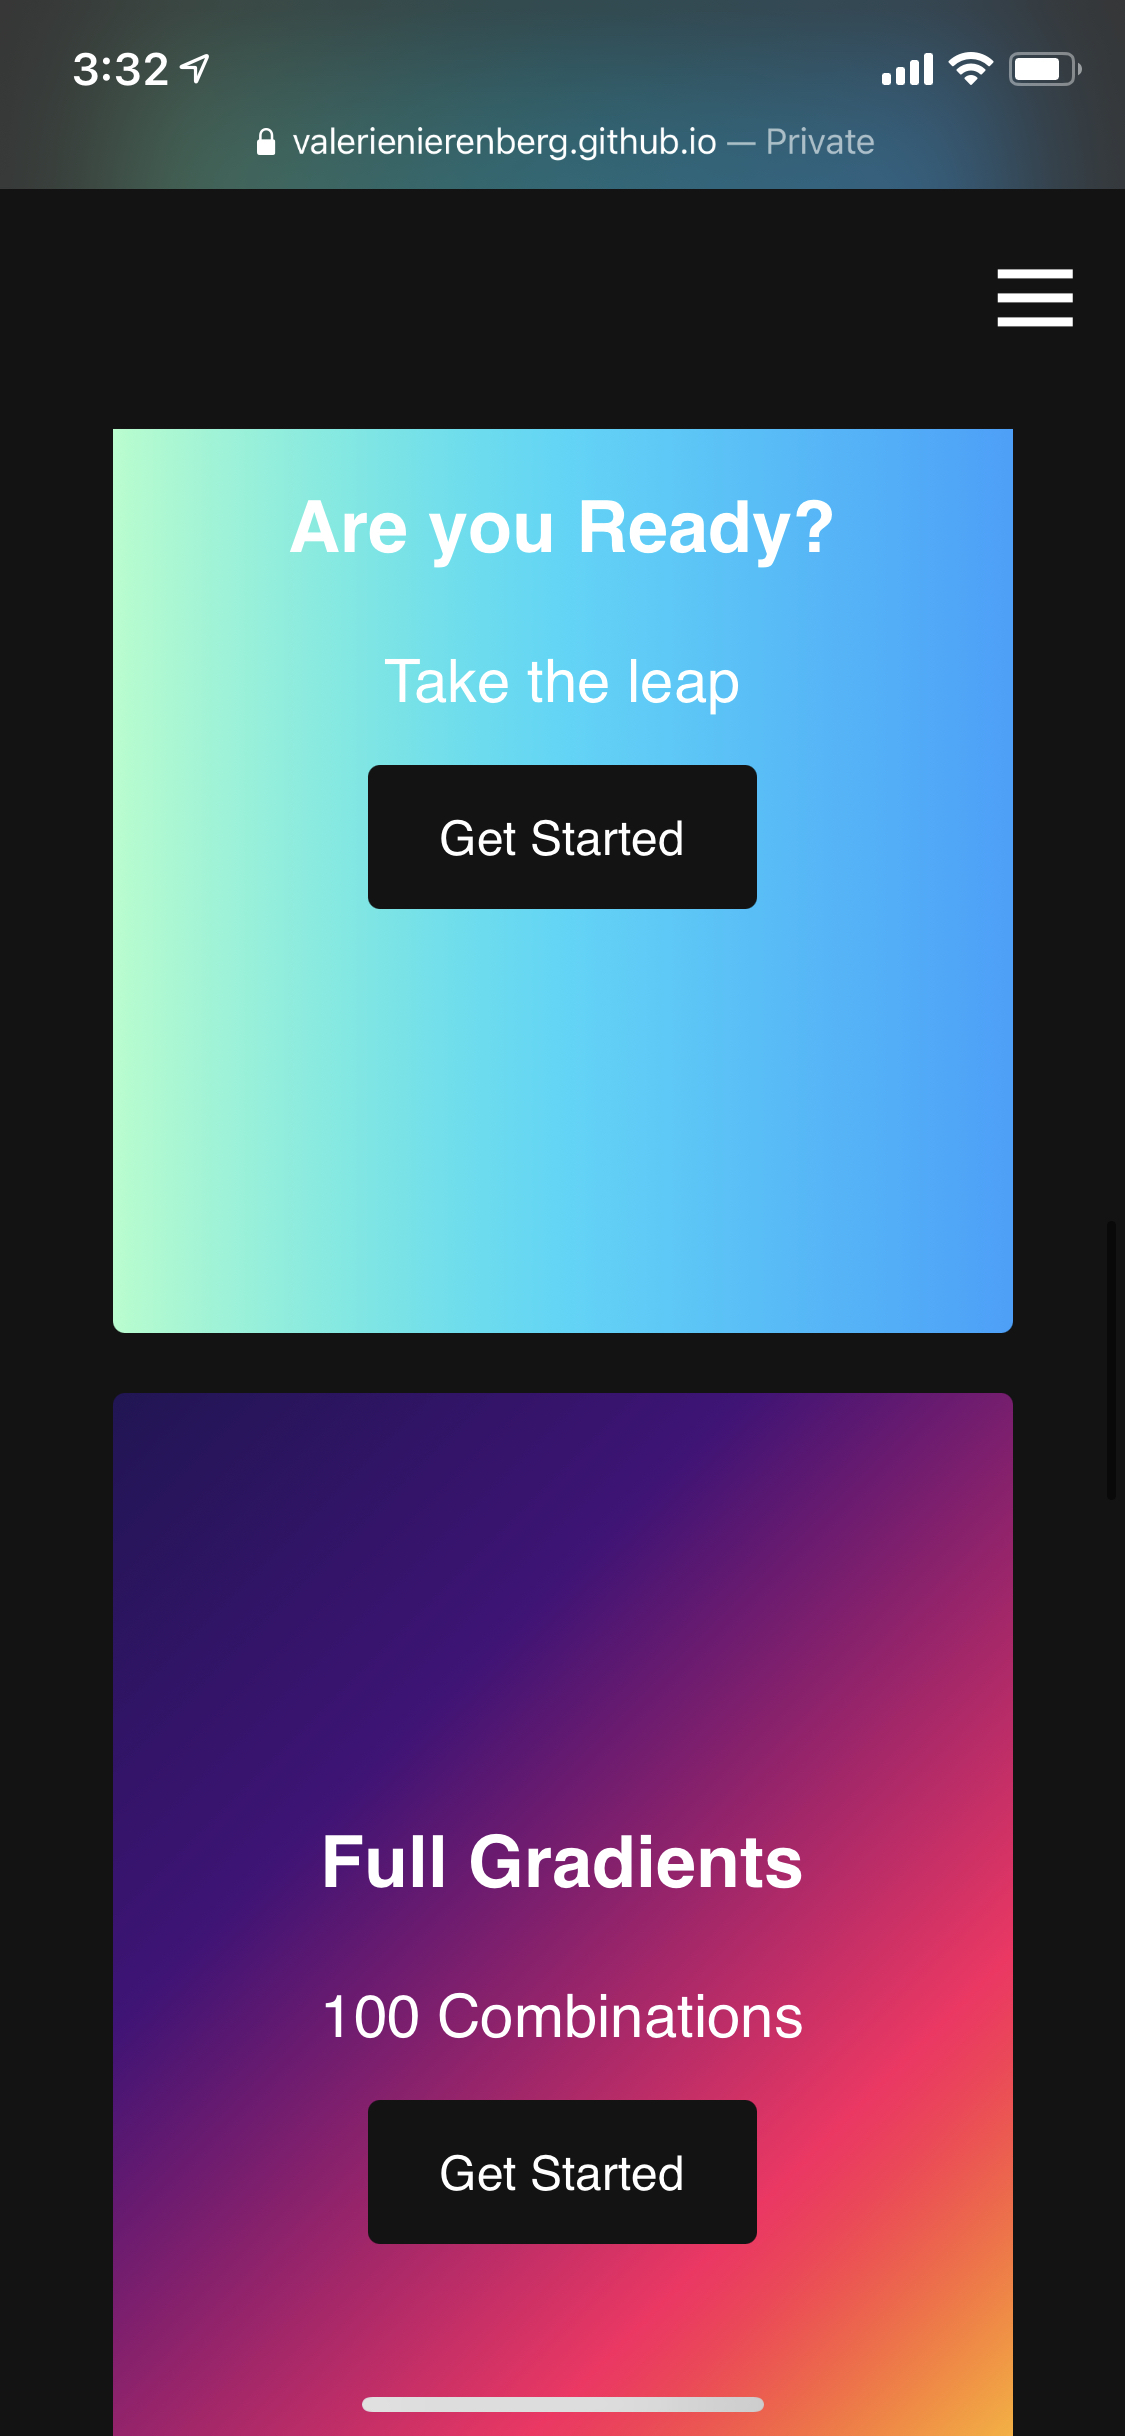 3:32
valerienierenberg.github.io — Private
Are you Ready?
Take the leap
Get Started
Full Gradients
100 Combinations
Get Started